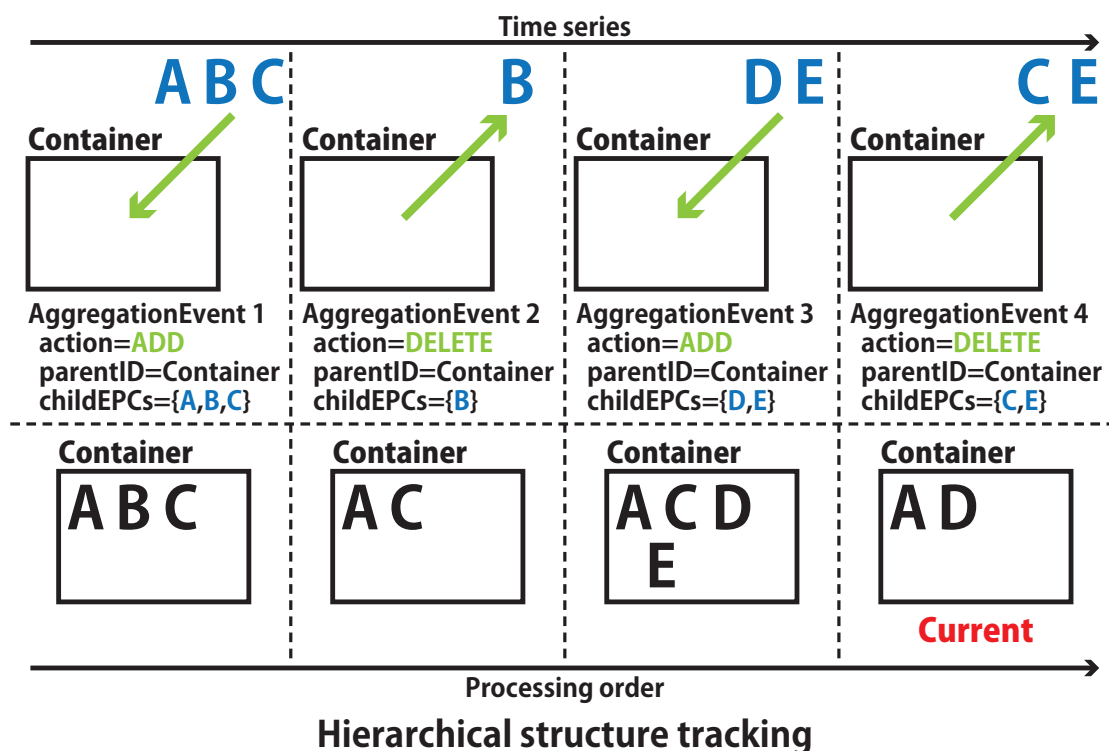 Time series
A B C
Container
AggregationEvent 1
action=ADD
parentID=Container
childEPCs={A,B,C}
B
Container
AggregationEvent 2
action=DELETE
parentID=Container
childEPCs={B}
D E
Container
AggregationEvent 3
action=ADD
parentID=Container
childEPCs={D,E}
C E
Container
AggregationEvent 4
action=DELETE
parentID=Container
childEPCs={C,E}
Container
A B C
Container
A C
Container
A C D
E
Container
A D
Current
Processing order
Hierarchical structure tracking